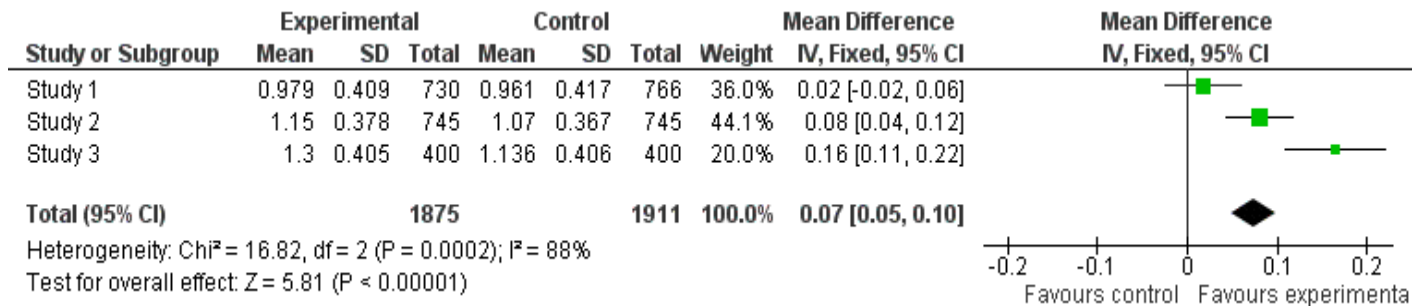 Experimental Control Mean Difference Mean Difference
Study or Subgroup Mean SD Total Mean SD Total Weight IV, Fixed, 95% CI IV, Fixed, 95% CI
Study 1 0.979 0.409 730 0.961 0.417 766 36.0% 0.02 [-0.02, 0.06]
Study 2 1.15 0.378 745 1.07 0.367 745 44.1% 0.08 [0.04, 0.12]
Study 3 1.3 0.405 400 1.136 0.406 400 20.0% 0.16 [0.11, 0.22]
Total (95% CI) 1875 1911 100.0% 0.07 [0.05, 0.10]
Heterogeneity: Chi² = 16.82, df = 2 (P = 0.0002); I² = 88%
Test for overall effect: Z = 5.81 (P < 0.00001)
-0.2 -0.1 0 0.1 0.2
Favours control Favours experimenta